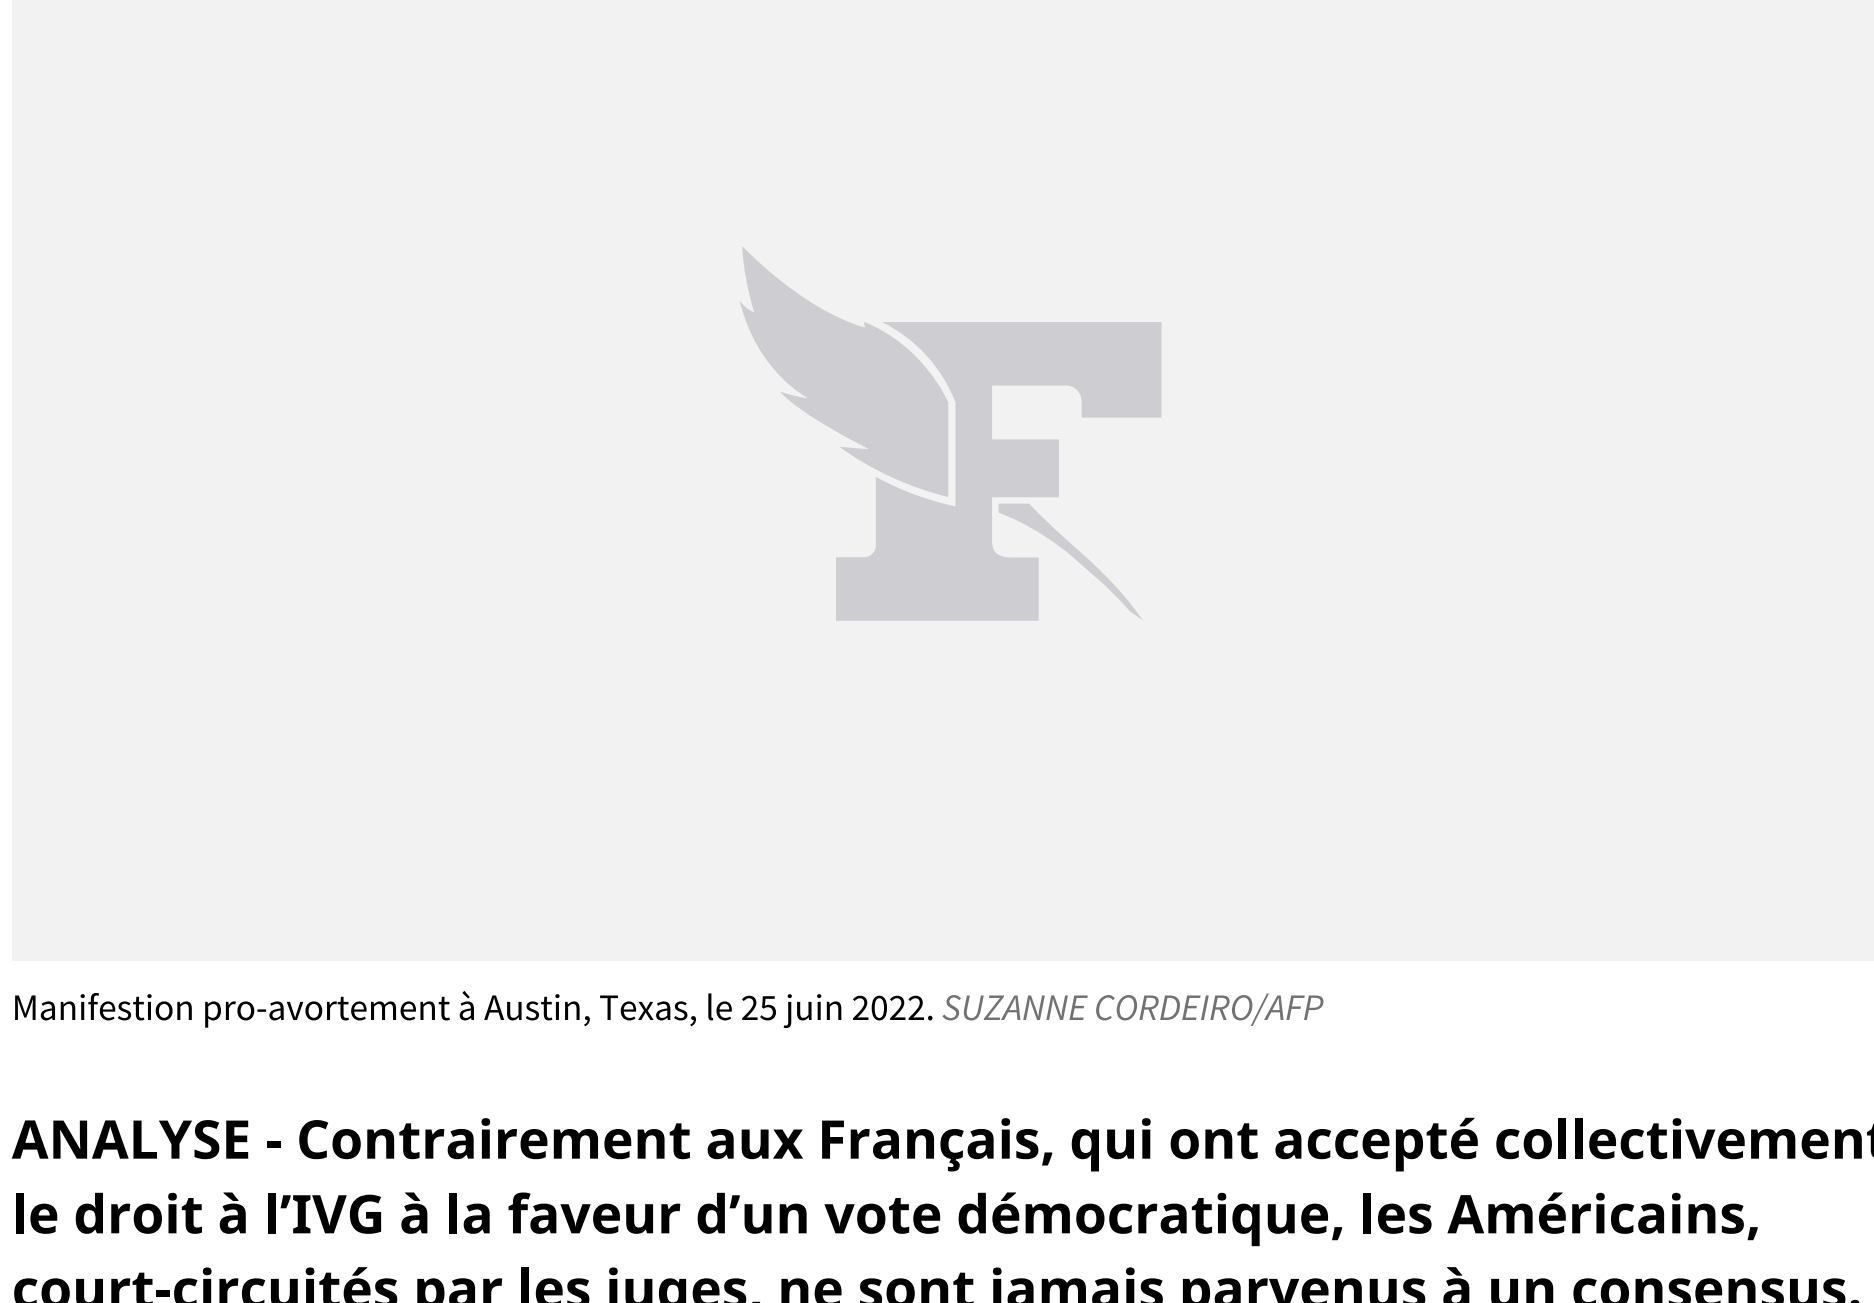 Manifestion pro-avortement à Austin, Texas, le 25 juin 2022. SUZANNE CORDEIRO/AFP
ANALYSE - Contrairement aux Français, qui ont accepté collectivement
le droit à l’IVG à la faveur d’un vote démocratique, les Américains,
court-circuités par les juges, ne sont jamais parvenus à un consensus.